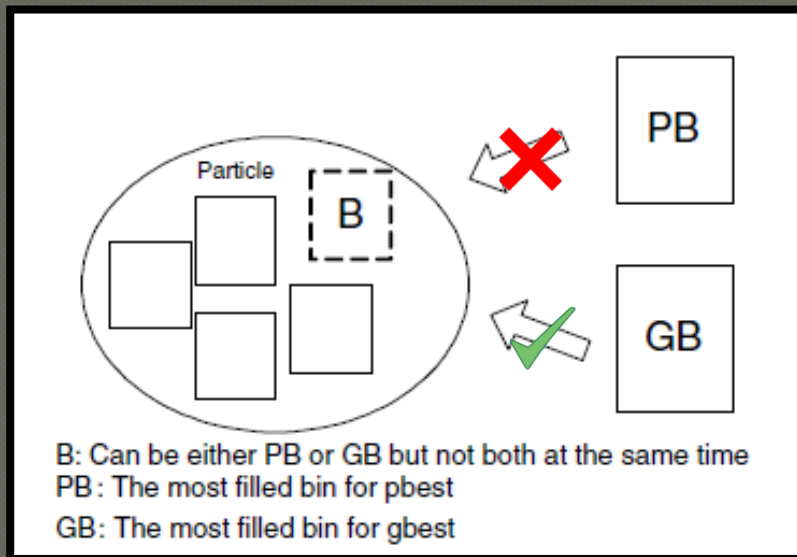 PB
Particle
B
GB
B: Can be either PB or GB but not both at the same time
PB: The most filled bin for pbest
GB: The most filled bin for gbest